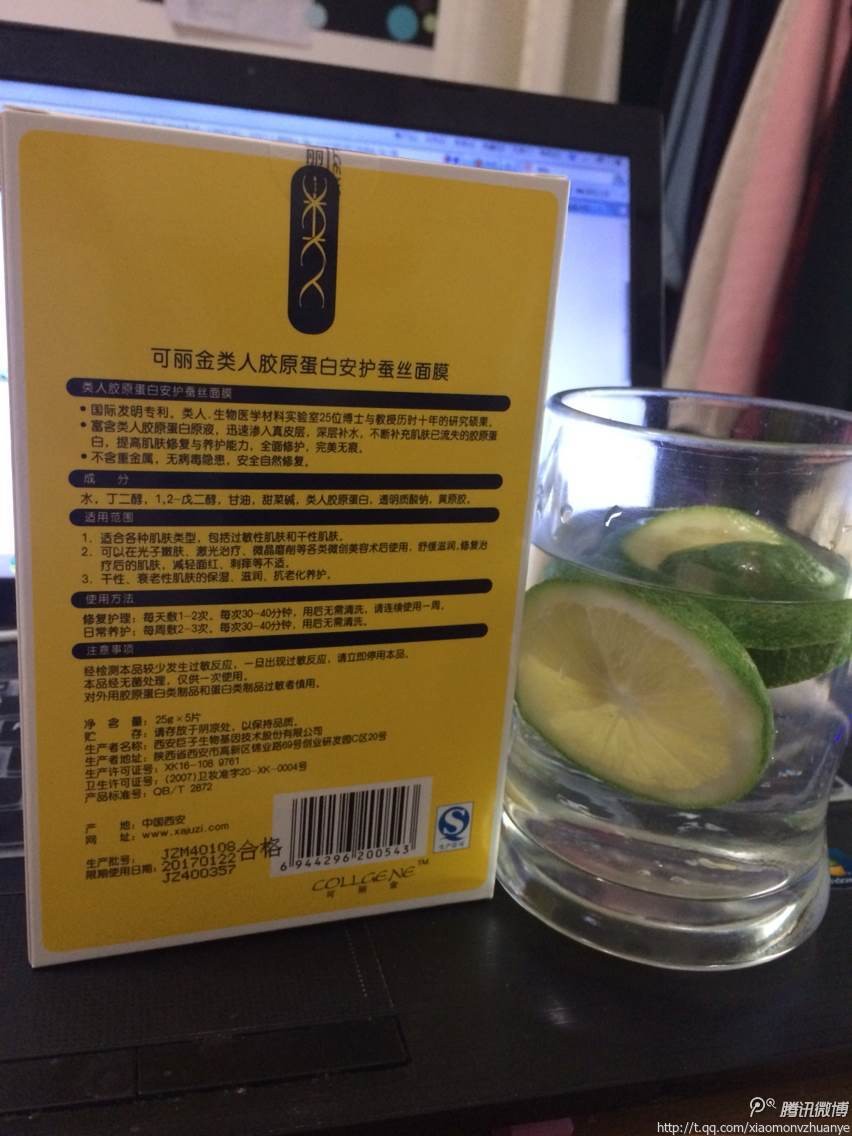 可丽金类人胶原蛋白安护蚕丝面膜
类人胶原蛋白安护蚕丝面膜
• 国际发明专利。类人.生物医学材料实验室25位博士与教授历时十年的研究硕果。
• 富含类人胶原蛋白原液，迅速渗入真皮层，深层补水，不断补充肌肤已流失的胶原蛋
白，提高肌肤修复与养护能力，全面修护，完美无痕。
• 不含重金属，无病毒隐患，安全自然修复。
成 分
水，丁二醇，1,2-戊二醇，甘油，甜菜碱，类人胶原蛋白，透明质酸钠，黄原胶。
适用范围
1. 适合各种肌肤类型，包括过敏性肌肤和干性肌肤。
2. 可以在光子嫩肤、激光治疗、微晶磨削等各类微创美容术后使用，舒缓滋润，修复治
疗后的肌肤，减轻面红、刺痒等不适。
3. 干性、衰老性肌肤的保湿、滋润、抗老化养护。
使用方法
修复护理：每天敷1-2次。每次30-40分钟，用后无需清洗，请连续使用一周。
日常养护：每周敷2-3次。每次30-40分钟，用后无需清洗。
注意事项
经检测本品较少发生过敏反应，一旦出现过敏反应，请立即停用本品。
本品经无菌处理，仅供一次使用。
对外用胶原蛋白类制品和蛋白类制品过敏者慎用。
净 含 量：25g×5片
贮 存：请存放于阴凉处，以保持品质。
生产者名称：西安巨子生物基因技术股份有限公司
生产者地址：陕西省西安市高新区锦业路69号创业研发园C区20号
生产许可证号：XK16-108 9761
卫生许可证号：(2007)卫妆准字20-XK-0004号
产品标准号：QB/T 2872
产 地：中国西安
网 址：www.xajuzi.com
生产批号： JZM40108 合格
限期使用日期：20170122
JZ400357
6 944296 200543
生产许可
COLLGENE™
可 丽 金
腾讯微博
http://t.qq.com/xiaomonvzhuanye